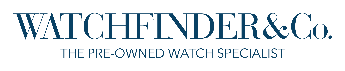 WATCHFINDER&Co.
THE PRE-OWNED WATCH SPECIALIST